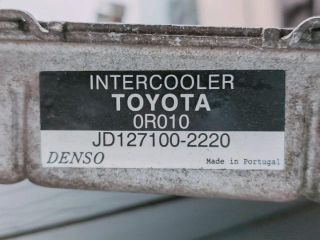 INTERCOOLER
TOYOTA
0R010
JD127100-2220
DENSO Made in Portugal